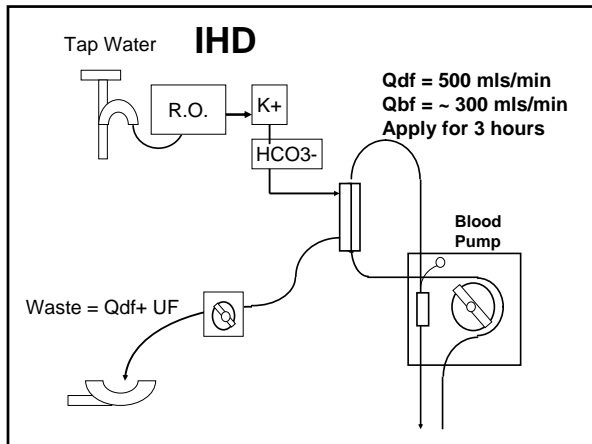 IHD
Tap Water
R.O.
K+
HCO3-
Qdf = 500 mls/min
Qbf = ~ 300 mls/min
Apply for 3 hours
Blood
Pump
Waste = Qdf+ UF